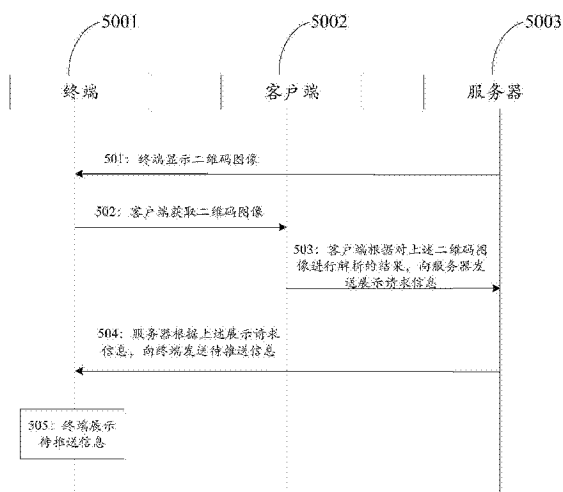 5001
5002
5003
终端
客户端
服务器
501：终端显示二维码图像
502：客户端获取二维码图像
503：客户端根据对上述二维码图
像进行解析的结果，向服务器发
送展示请求信息
504：服务器根据上述展示请求
信息，向终端发送待推送信息
505：终端展示
待推送信息